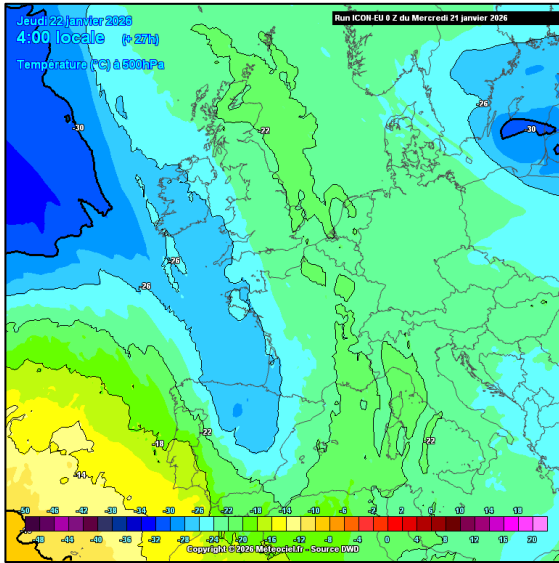 Jeudi 22 janvier 2026
4:00 locale (+ 27h)
Température (°C) à 500hPa
Run ICON-EU 0 Z du Mercredi 21 janvier 2026
-26
-30
-30
-22
-26
-26
-22
-22
-18
-14
-50 -46 -42 -38 -34 -30 -26 -22 -18 -14 -10 -6 -2 2 6 10 14 18
-48 -44 -40 -36 -32 -28 -24 -20 -16 -12 -8 -4 0 4 8 12 16 20
Copyright © 2026 Meteociel.fr - Source DWD